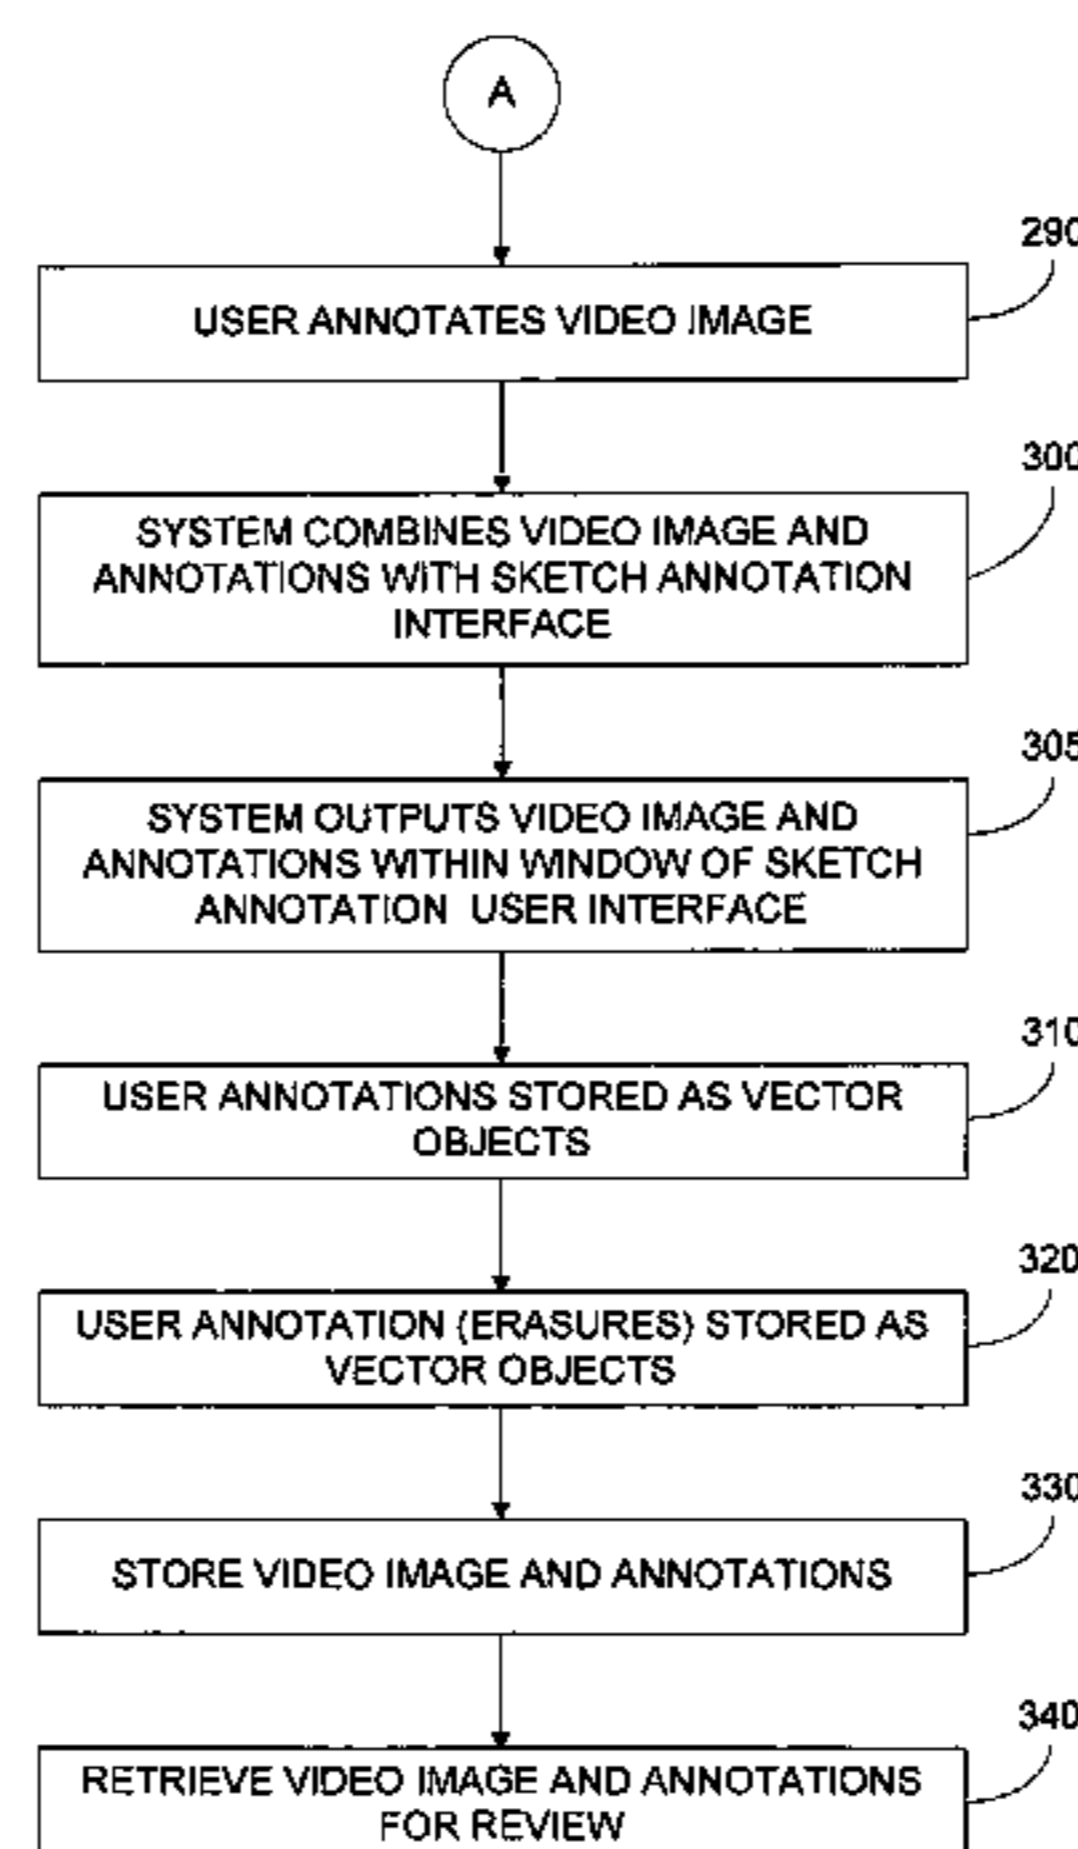 A
290
USER ANNOTATES VIDEO IMAGE
300
SYSTEM COMBINES VIDEO IMAGE AND
ANNOTATIONS WITH SKETCH ANNOTATION
INTERFACE
305
SYSTEM OUTPUTS VIDEO IMAGE AND
ANNOTATIONS WITHIN WINDOW OF SKETCH
ANNOTATION USER INTERFACE
310
USER ANNOTATIONS STORED AS VECTOR
OBJECTS
320
USER ANNOTATION (ERASURES) STORED AS
VECTOR OBJECTS
330
STORE VIDEO IMAGE AND ANNOTATIONS
340
RETRIEVE VIDEO IMAGE AND ANNOTATIONS
FOR REVIEW